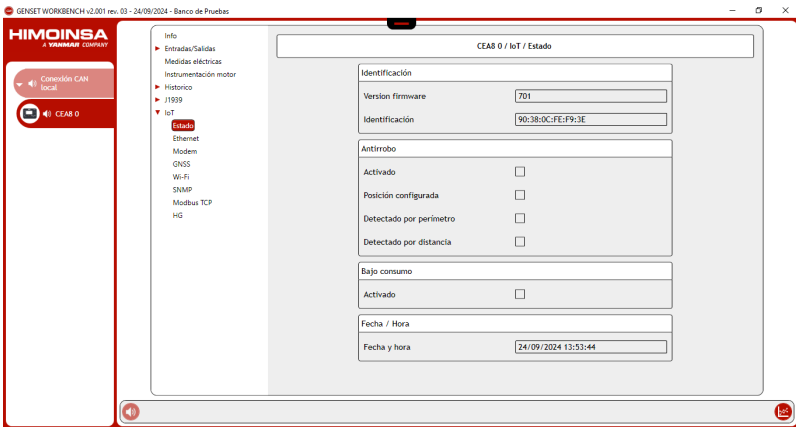 GENSET WORKBENCH v2.001 rev. 03 - 24/09/2024 - Banco de Pruebas
HIMOINSA
A YANMAR COMPANY
Conexión CAN
local
CEA8 0
Info
Entradas/Salidas
Medidas eléctricas
Instrumentación motor
Historico
J1939
IoT
Estado
Ethernet
Modem
GNSS
Wi-Fi
SNMP
Modbus TCP
HG
CEA8 0 / IoT / Estado
Identificación
Version firmware 701
Identificación 90:38:0C:FE:F9:3E
Antirrobo
Activado
Posición configurada
Detectado por perímetro
Detectado por distancia
Bajo consumo
Activado
Fecha / Hora
Fecha y hora 24/09/2024 13:53:44